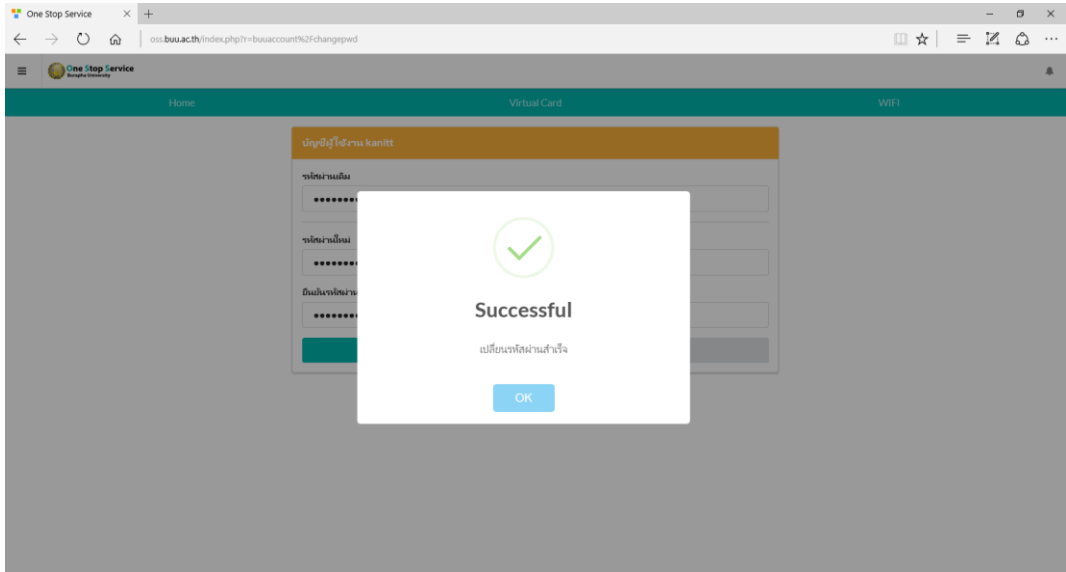 One Stop Service
oss.buu.ac.th/index.php?r=buuaccount%2Fchangepwd
One Stop Service
Burapha University
Home
Virtual Card
WIFI
บัญชีผู้ใช้งาน kanitt
รหัสผ่านเดิม
รหัสผ่านใหม่
ยืนยันรหัสผ่าน
Successful
เปลี่ยนรหัสผ่านสำเร็จ
OK